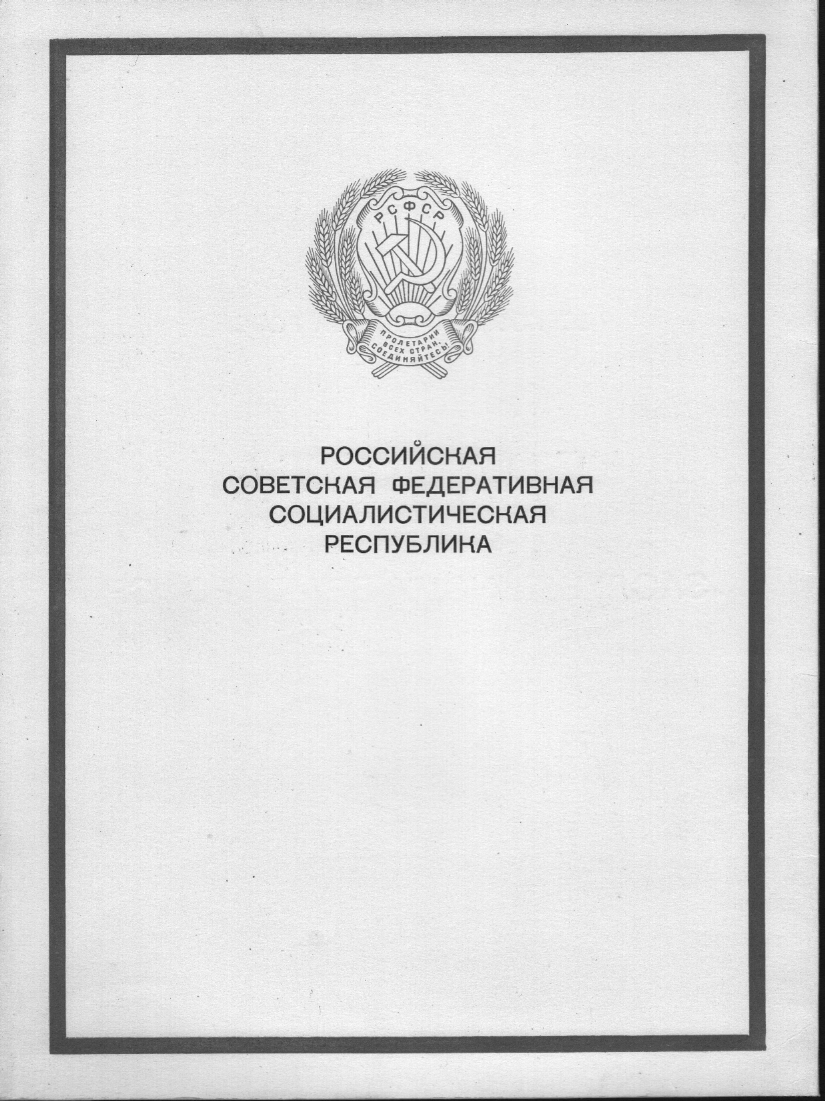 РСФСР
ПРОЛЕТАРИИ
ВСЕХ СТРАН,
СОЕДИНЯЙТЕСЬ!
РОССИЙСКАЯ
СОВЕТСКАЯ ФЕДЕРАТИВНАЯ
СОЦИАЛИСТИЧЕСКАЯ
РЕСПУБЛИКА